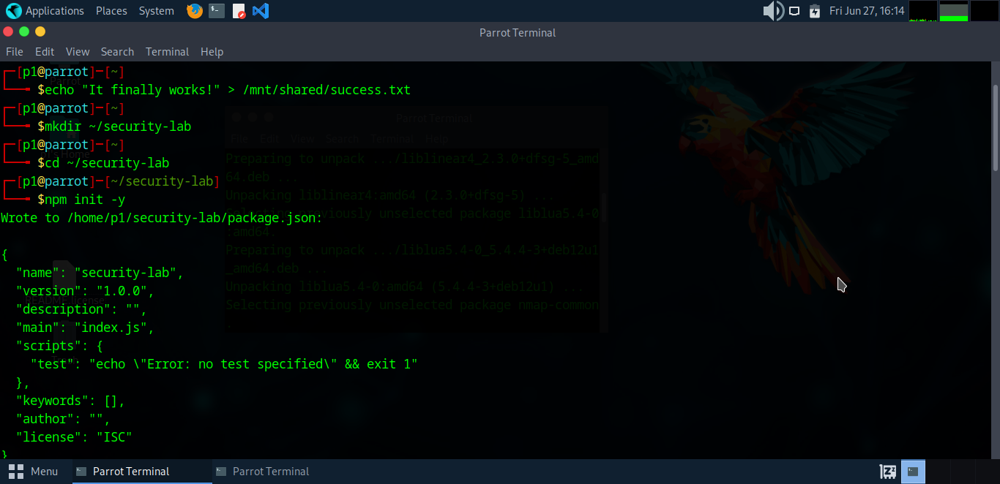 Applications Places System
Fri Jun 27, 16:14
Parrot Terminal
File Edit View Search Terminal Help
┌─[p1@parrot]─[~]
└──╼ $echo "It finally works!" > /mnt/shared/success.txt
┌─[p1@parrot]─[~]
└──╼ $mkdir ~/security-lab
┌─[p1@parrot]─[~]
└──╼ $cd ~/security-lab
┌─[p1@parrot]─[~/security-lab]
└──╼ $npm init -y
Wrote to /home/p1/security-lab/package.json:
{
"name": "security-lab",
"version": "1.0.0",
"description": "",
"main": "index.js",
"scripts": {
"test": "echo \"Error: no test specified\" && exit 1"
},
"keywords": [],
"author": "",
"license": "ISC"
}
Parrot Terminal
File Edit View Search Terminal Help
Preparing to unpack .../liblinear4_2.3.0+dfsg-5_amd
64.deb ...
Unpacking liblinear4:amd64 (2.3.0+dfsg-5) ...
Selecting previously unselected package liblua5.4-0
:amd64.
Preparing to unpack .../liblua5.4-0_5.4.4-3+deb12u1
_amd64.deb ...
Unpacking liblua5.4-0:amd64 (5.4.4-3+deb12u1) ...
Selecting previously unselected package nmap-common
.
README license
Menu Parrot Terminal Parrot Terminal